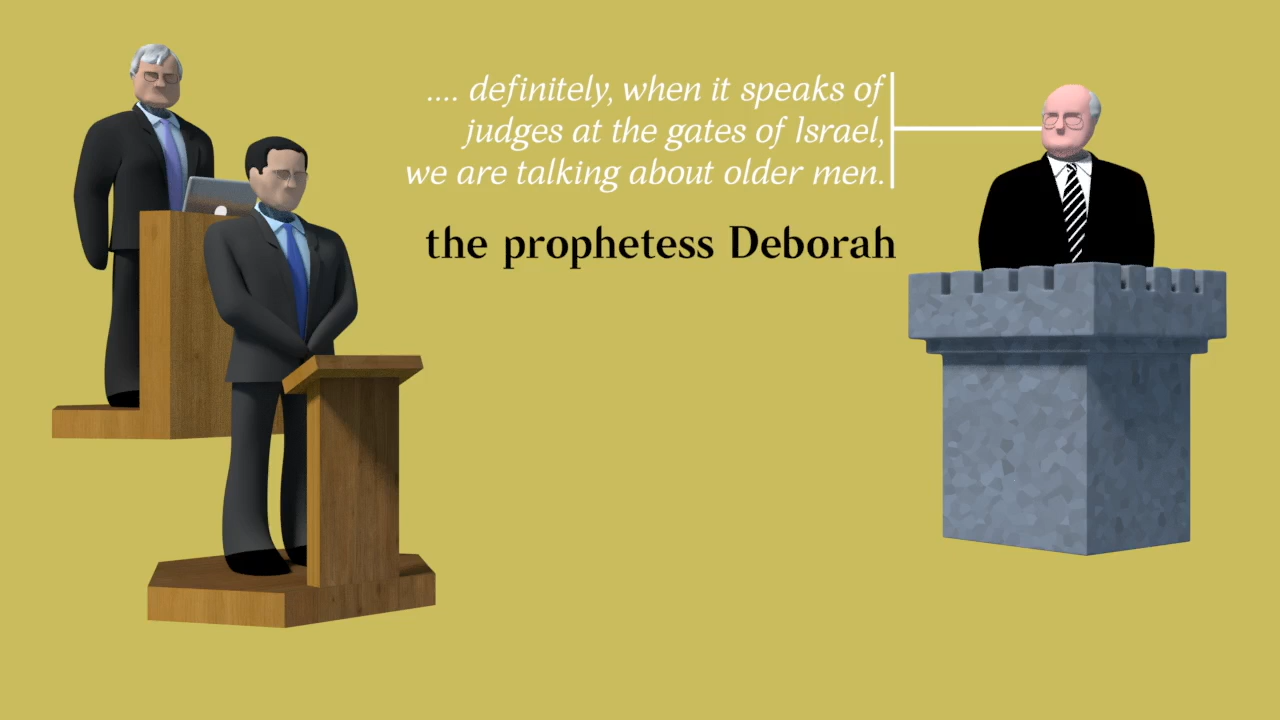 .... definitely, when it speaks of
judges at the gates of Israel,
we are talking about older men.
the prophetess Deborah